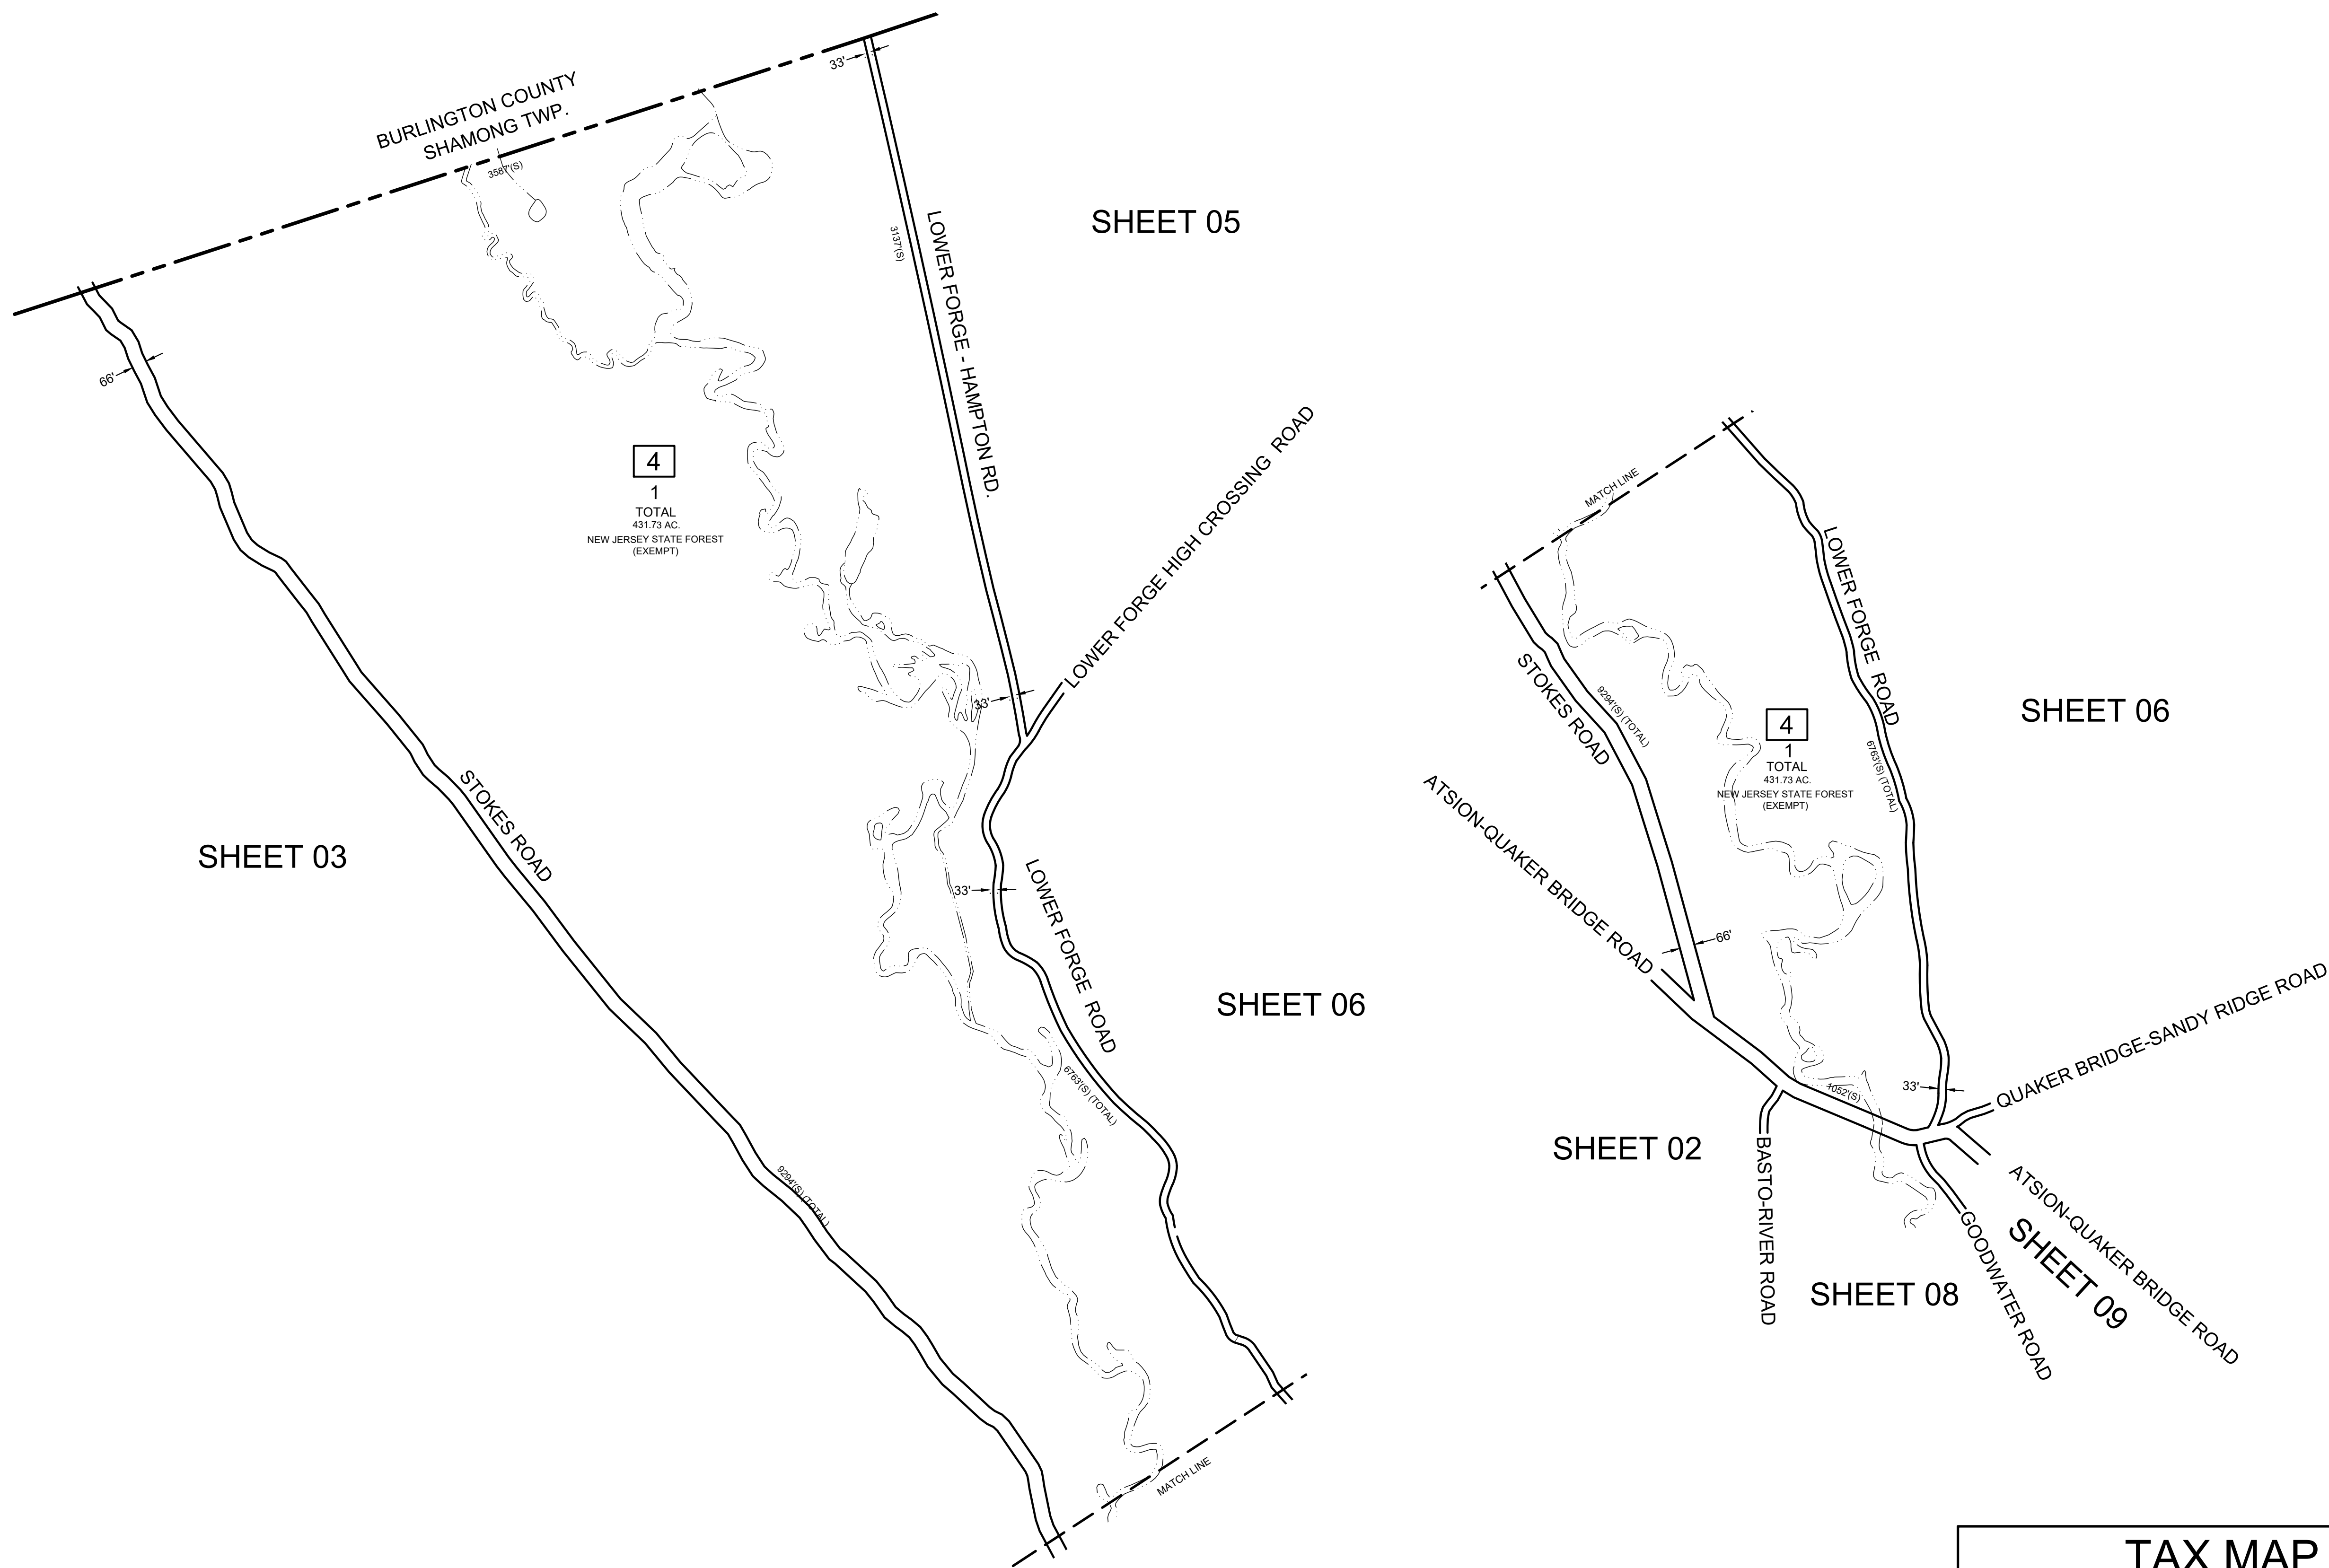 BURLINGTON COUNTY
SHAMONG TWP.
3587'(S)
33'
SHEET 05
3137'(S)
LOWER FORGE - HAMPTON RD.
66'
4
1
TOTAL
431.73 AC.
NEW JERSEY STATE FOREST
(EXEMPT)
LOWER FORGE HIGH CROSSING ROAD
33'
STOKES ROAD
SHEET 03
33'
LOWER FORGE ROAD
SHEET 06
6763'(S) (TOTAL)
9294'(S) (TOTAL)
MATCH LINE
MATCH LINE
LOWER FORGE ROAD
STOKES ROAD
9294'(S) (TOTAL)
SHEET 06
4
1
TOTAL
431.73 AC.
NEW JERSEY STATE FOREST
(EXEMPT)
6763'(S) (TOTAL)
ATSION-QUAKER BRIDGE ROAD
66'
QUAKER BRIDGE-SANDY RIDGE ROAD
33'
1052'(S)
SHEET 02
BASTO-RIVER ROAD
SHEET 08
GOODWATER ROAD
SHEET 09
ATSION-QUAKER BRIDGE ROAD
TAX MAP